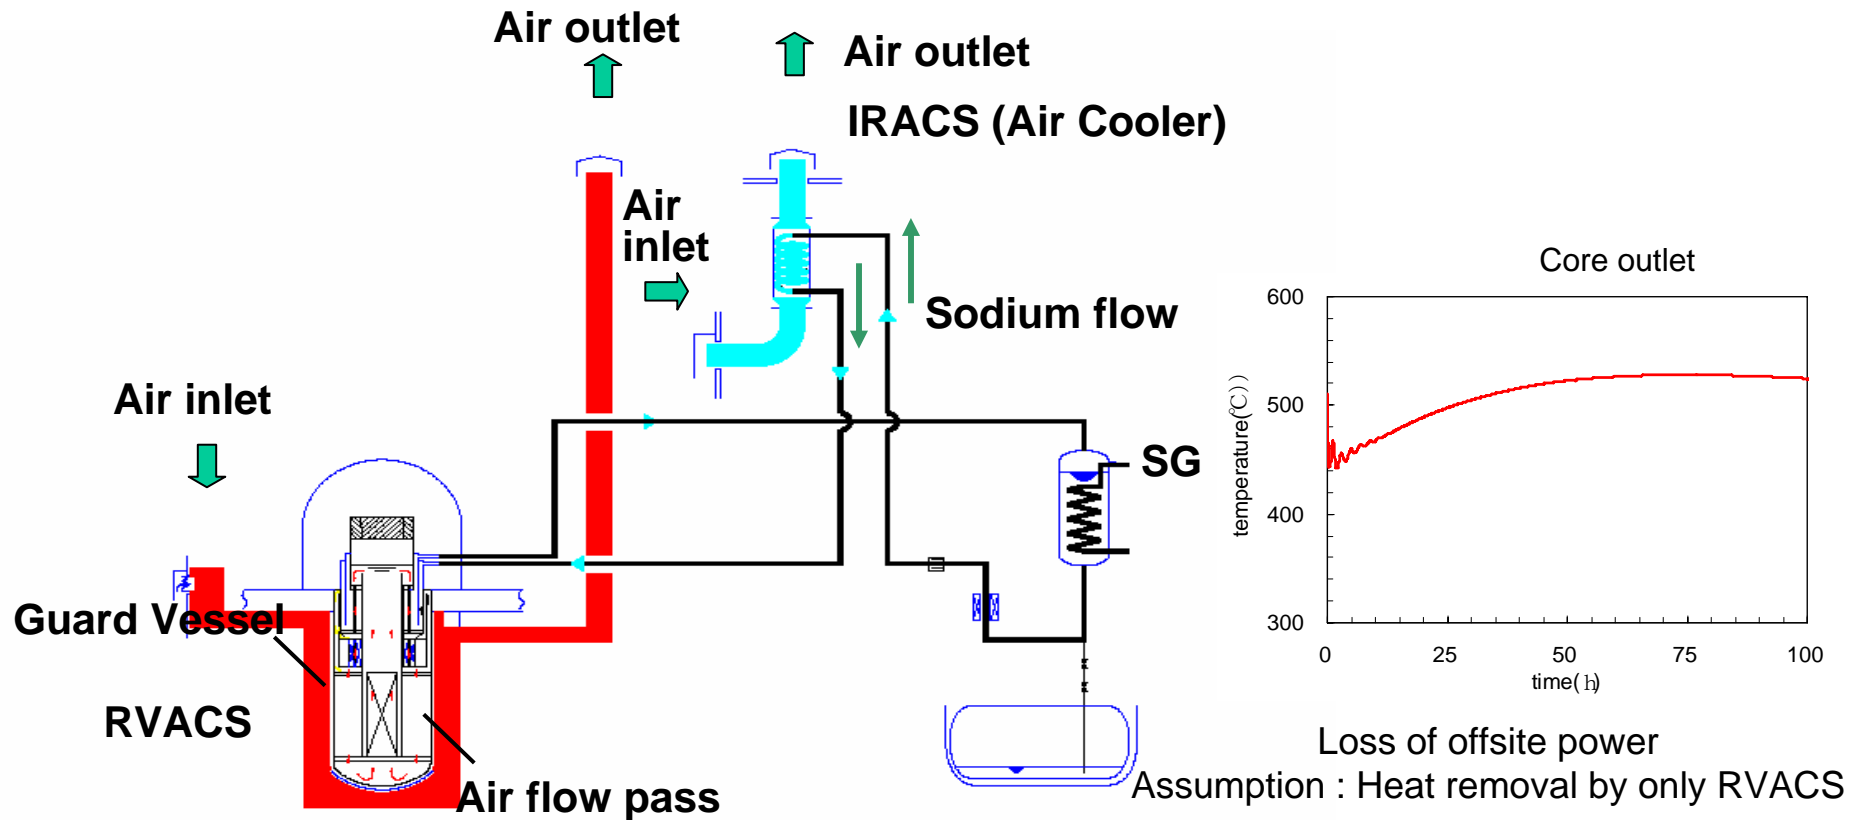 Air outlet
Air outlet
IRACS (Air Cooler)
Air
inlet
Sodium flow
Air inlet
SG
Guard Vessel
RVACS
Air flow pass
Core outlet
600
500
400
300
temperature(℃))
0 25 50 75 100
time(h)
Loss of offsite power
Assumption : Heat removal by only RVACS